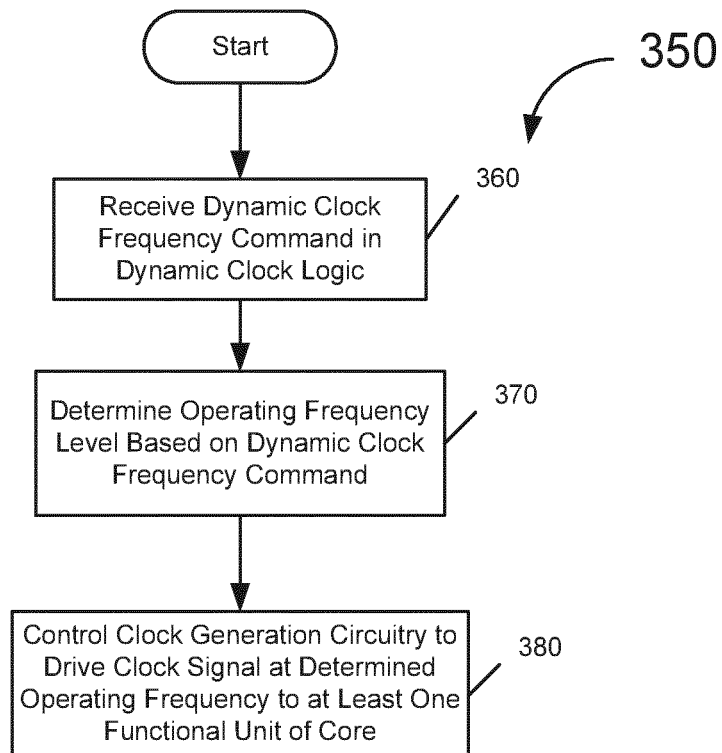 Start
350
360
Receive Dynamic Clock
Frequency Command in
Dynamic Clock Logic
370
Determine Operating Frequency
Level Based on Dynamic Clock
Frequency Command
380
Control Clock Generation Circuitry to
Drive Clock Signal at Determined
Operating Frequency to at Least One
Functional Unit of Core